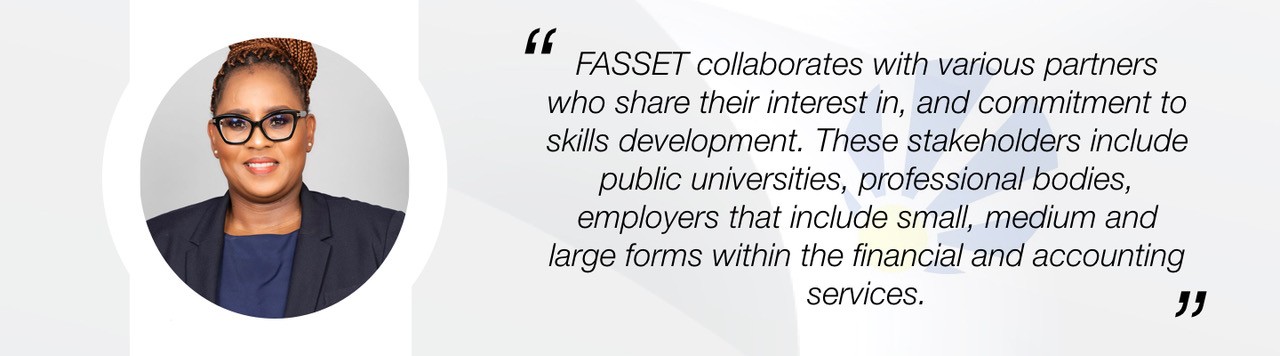 “ FASSET collaborates with various partners
who share their interest in, and commitment to
skills development. These stakeholders include
public universities, professional bodies,
employers that include small, medium and
large forms within the financial and accounting
services. ”